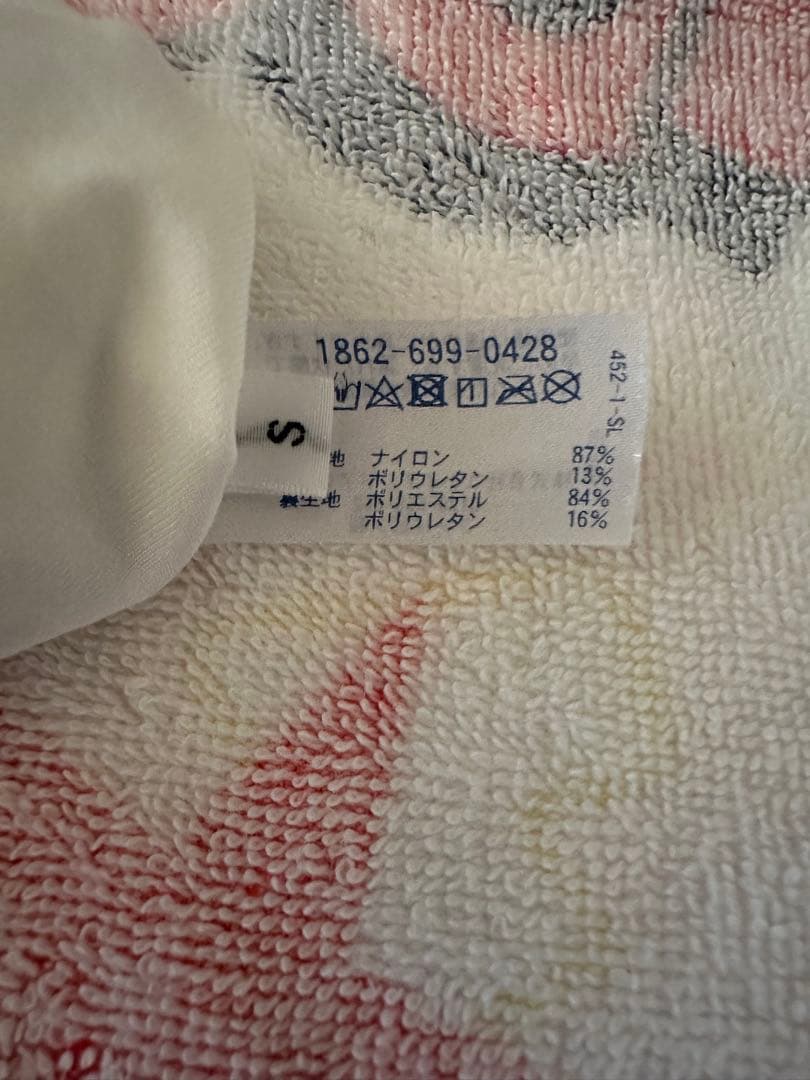 1862-699-0428
452-1-SL
S
地 ナイロン 87%
ポリウレタン 13%
裏生地 ポリエステル 84%
ポリウレタン 16%